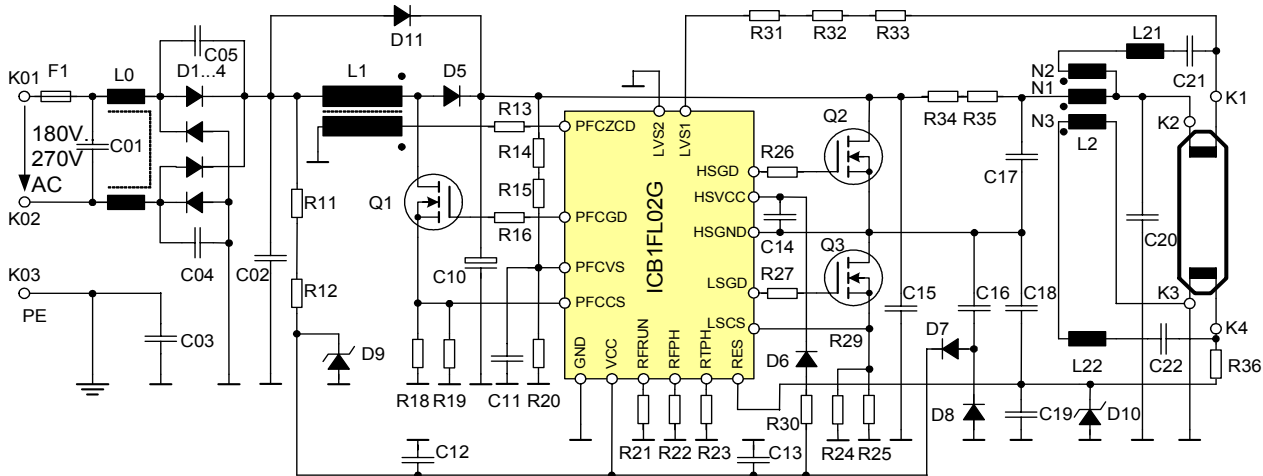 R31 R32 R33
L21
C21
D11
C05
K01 F1 L0 D1...4
L1
D5
R13
N2
N1
N3
L2
K1
K2
R34 R35
180V..
270V
AC
C01
K02
PFCZCD
LVS2
LVS1
Q2
R14
R15
R26
HSGD
HSVCC
HSGND
C14
C17
R11
Q1
R16
PFCGD
ICB1FL02G
Q3
C20
C04
C02
C10
PFCVS
LSGD
R27
K03
PE
R12
PFCCS
LSCS
C15
C16
C18
K3
K4
C03
D9
GND
VCC
RFRUN
RFPH
RTPH
RES
D6
R29
D7
L22
C22
R36
R18 R19 C11 R20
R30
D8
C19
D10
C12
R21 R22 R23
C13
R24 R25